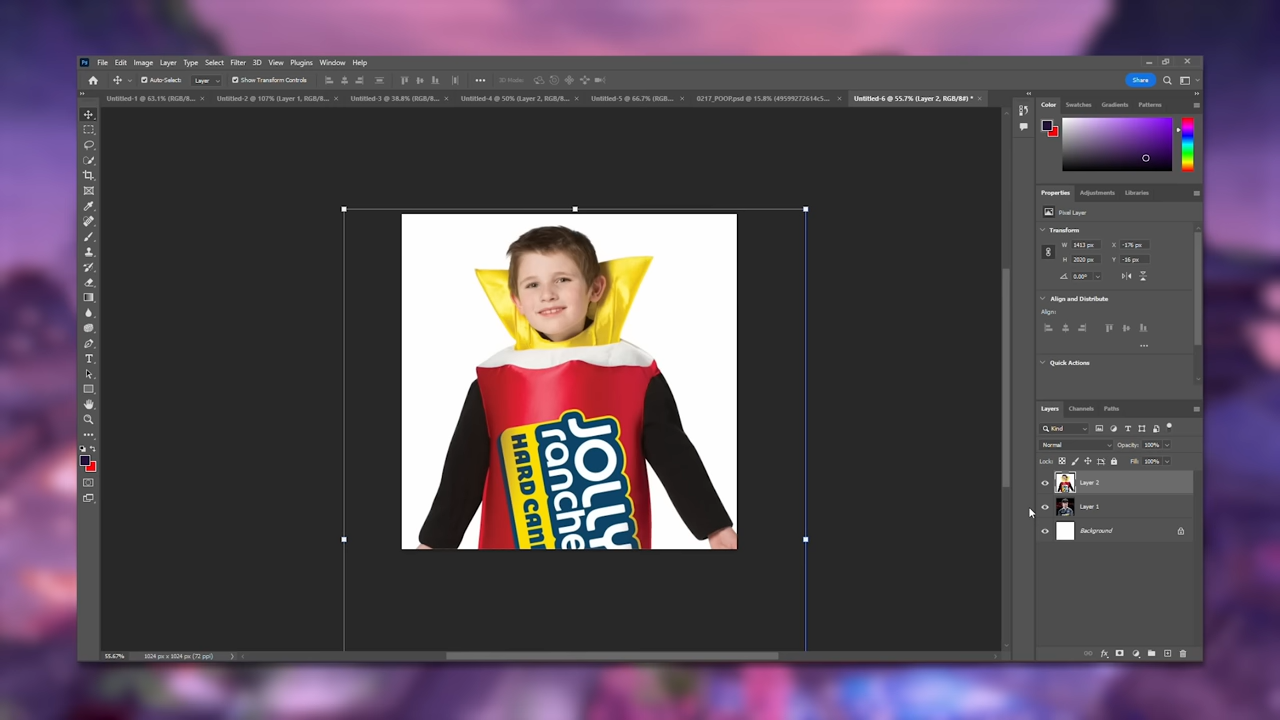 Ps File Edit Image Layer Type Select Filter 3D View Plugins Window Help
Auto-Select: Layer Show Transform Controls 3D Mode: Share
Untitled-1 @ 63.1% (RGB/8... × Untitled-2 @ 107% (Layer 1, RGB/8... × Untitled-3 @ 38.8% (RGB/8... × Untitled-4 @ 50% (Layer 2, RGB/8... × Untitled-5 @ 66.7% (RGB... × 0217_POOP.psd @ 15.8% (49599272614c5... × Untitled-6 @ 55.7% (Layer 2, RGB/8#) * ×
Color Swatches Gradients Patterns
Properties Adjustments Libraries
Pixel Layer
Transform
W 1413 px X -176 px
H 2020 px Y -16 px
0.00°
Align and Distribute
Align:
Quick Actions
JOLLY
ranche
HARD CAN
Layers Channels Paths
Kind
Normal Opacity: 100%
Lock: Fill: 100%
Layer 2
Layer 1
Background
55.67% 1024 px x 1024 px (72 ppi)
T